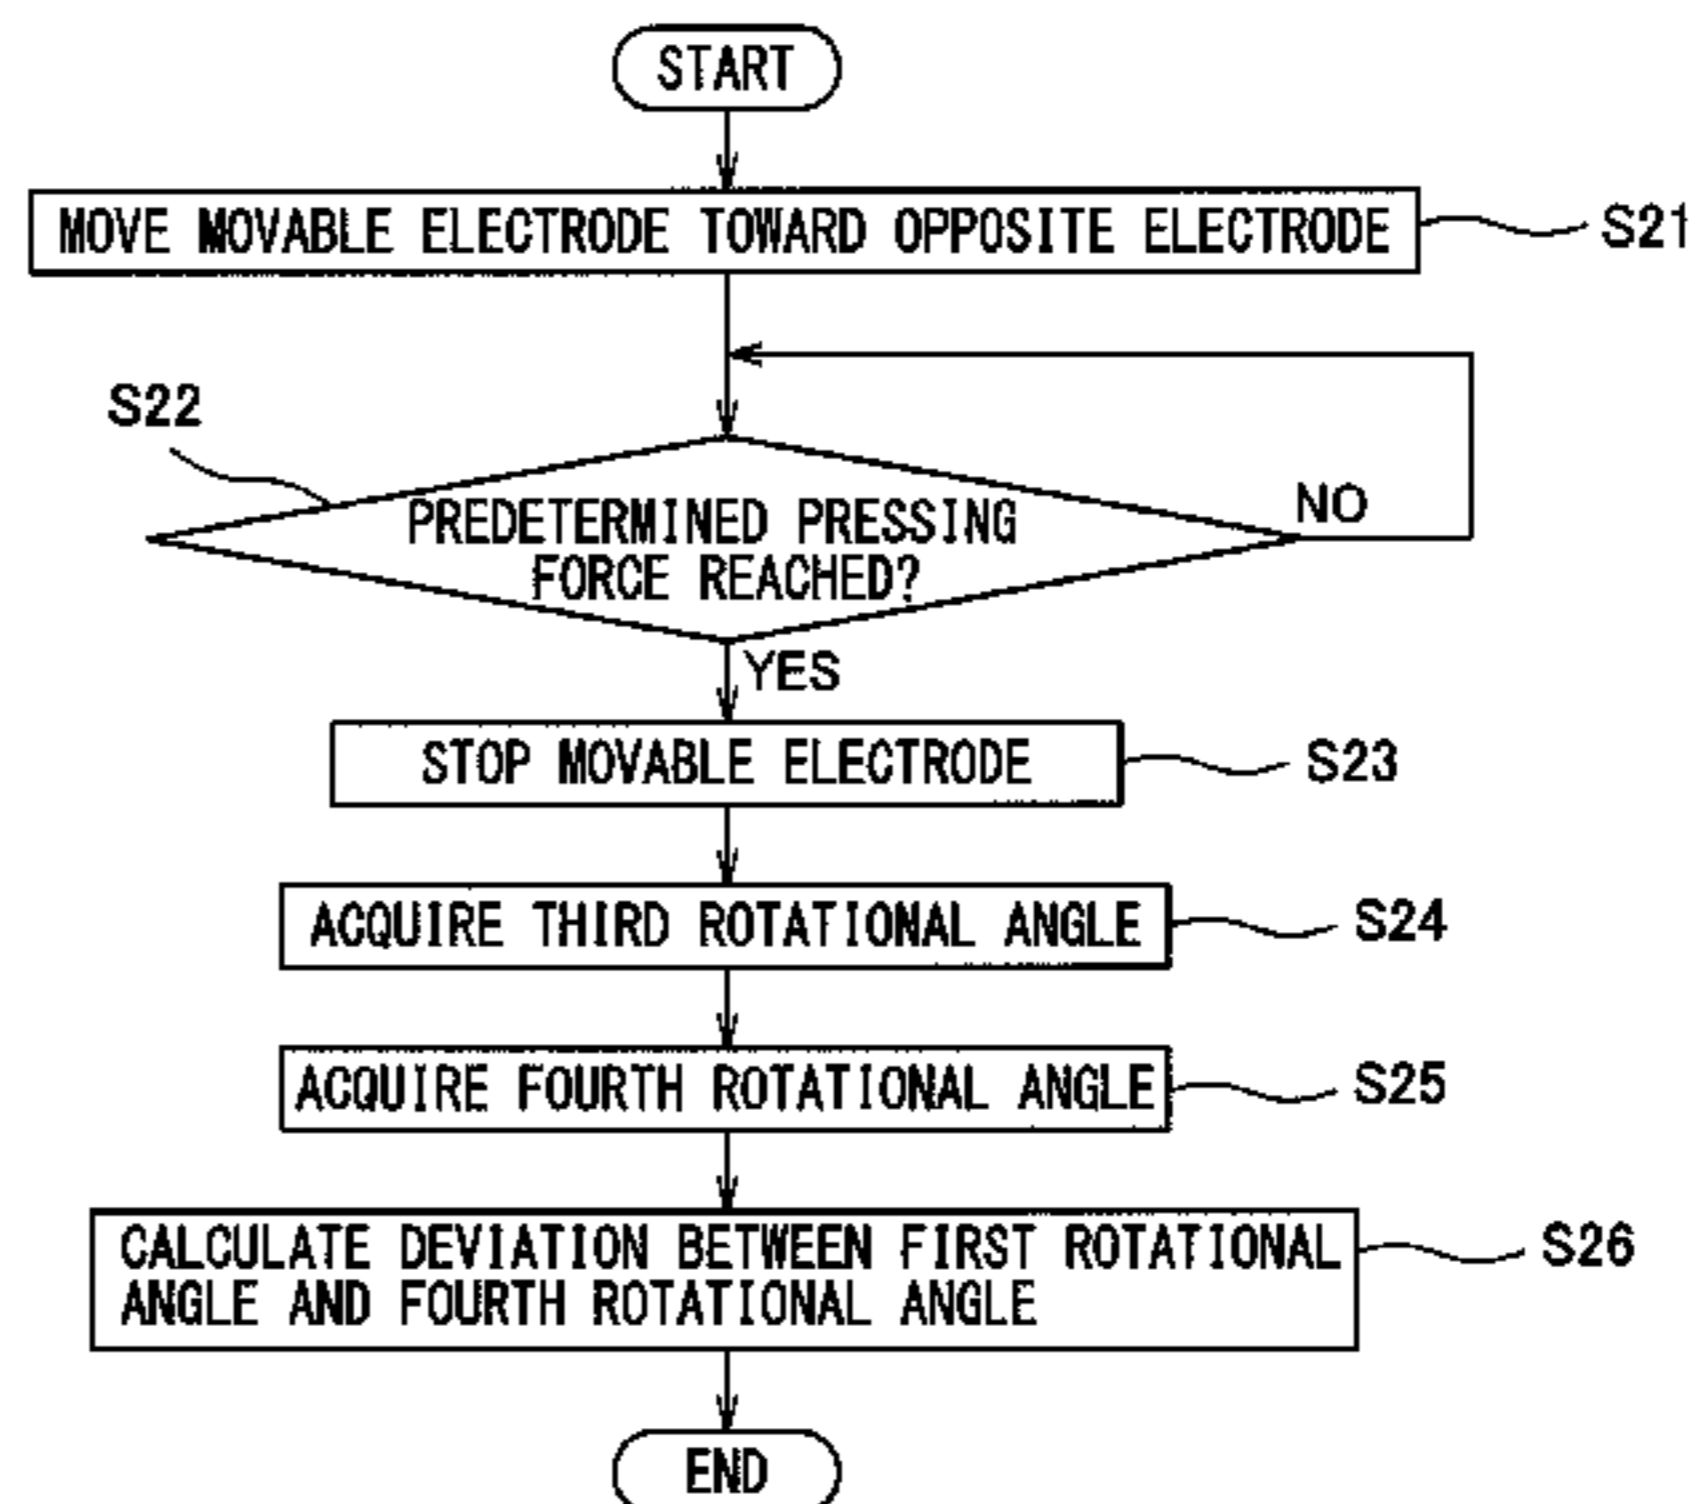 START
MOVE MOVABLE ELECTRODE TOWARD OPPOSITE ELECTRODE
S21
S22
PREDETERMINED PRESSING
FORCE REACHED?
NO
YES
STOP MOVABLE ELECTRODE
S23
ACQUIRE THIRD ROTATIONAL ANGLE
S24
ACQUIRE FOURTH ROTATIONAL ANGLE
S25
CALCULATE DEVIATION BETWEEN FIRST ROTATIONAL
ANGLE AND FOURTH ROTATIONAL ANGLE
S26
END